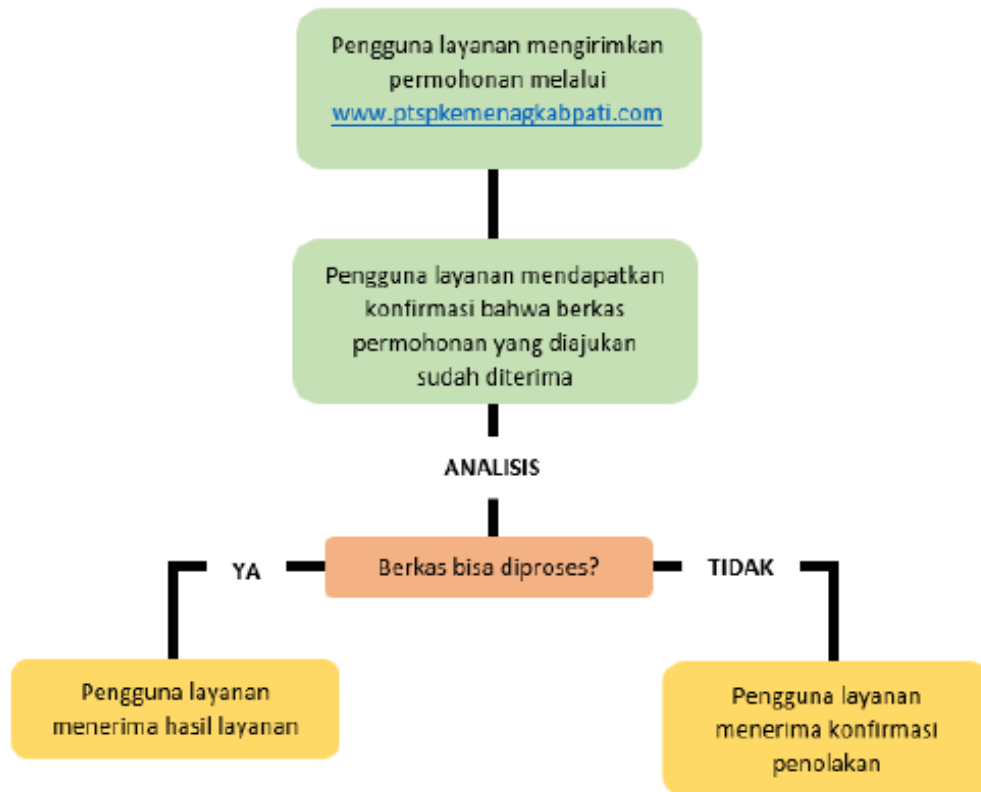 Pengguna layanan mengirimkan
permohonan melalui
www.ptspkemenagkabpati.com
Pengguna layanan mendapatkan
konfirmasi bahwa berkas
permohonan yang diajukan
sudah diterima
ANALISIS
YA
Berkas bisa diproses?
TIDAK
Pengguna layanan
menerima hasil layanan
Pengguna layanan
menerima konfirmasi
penolakan